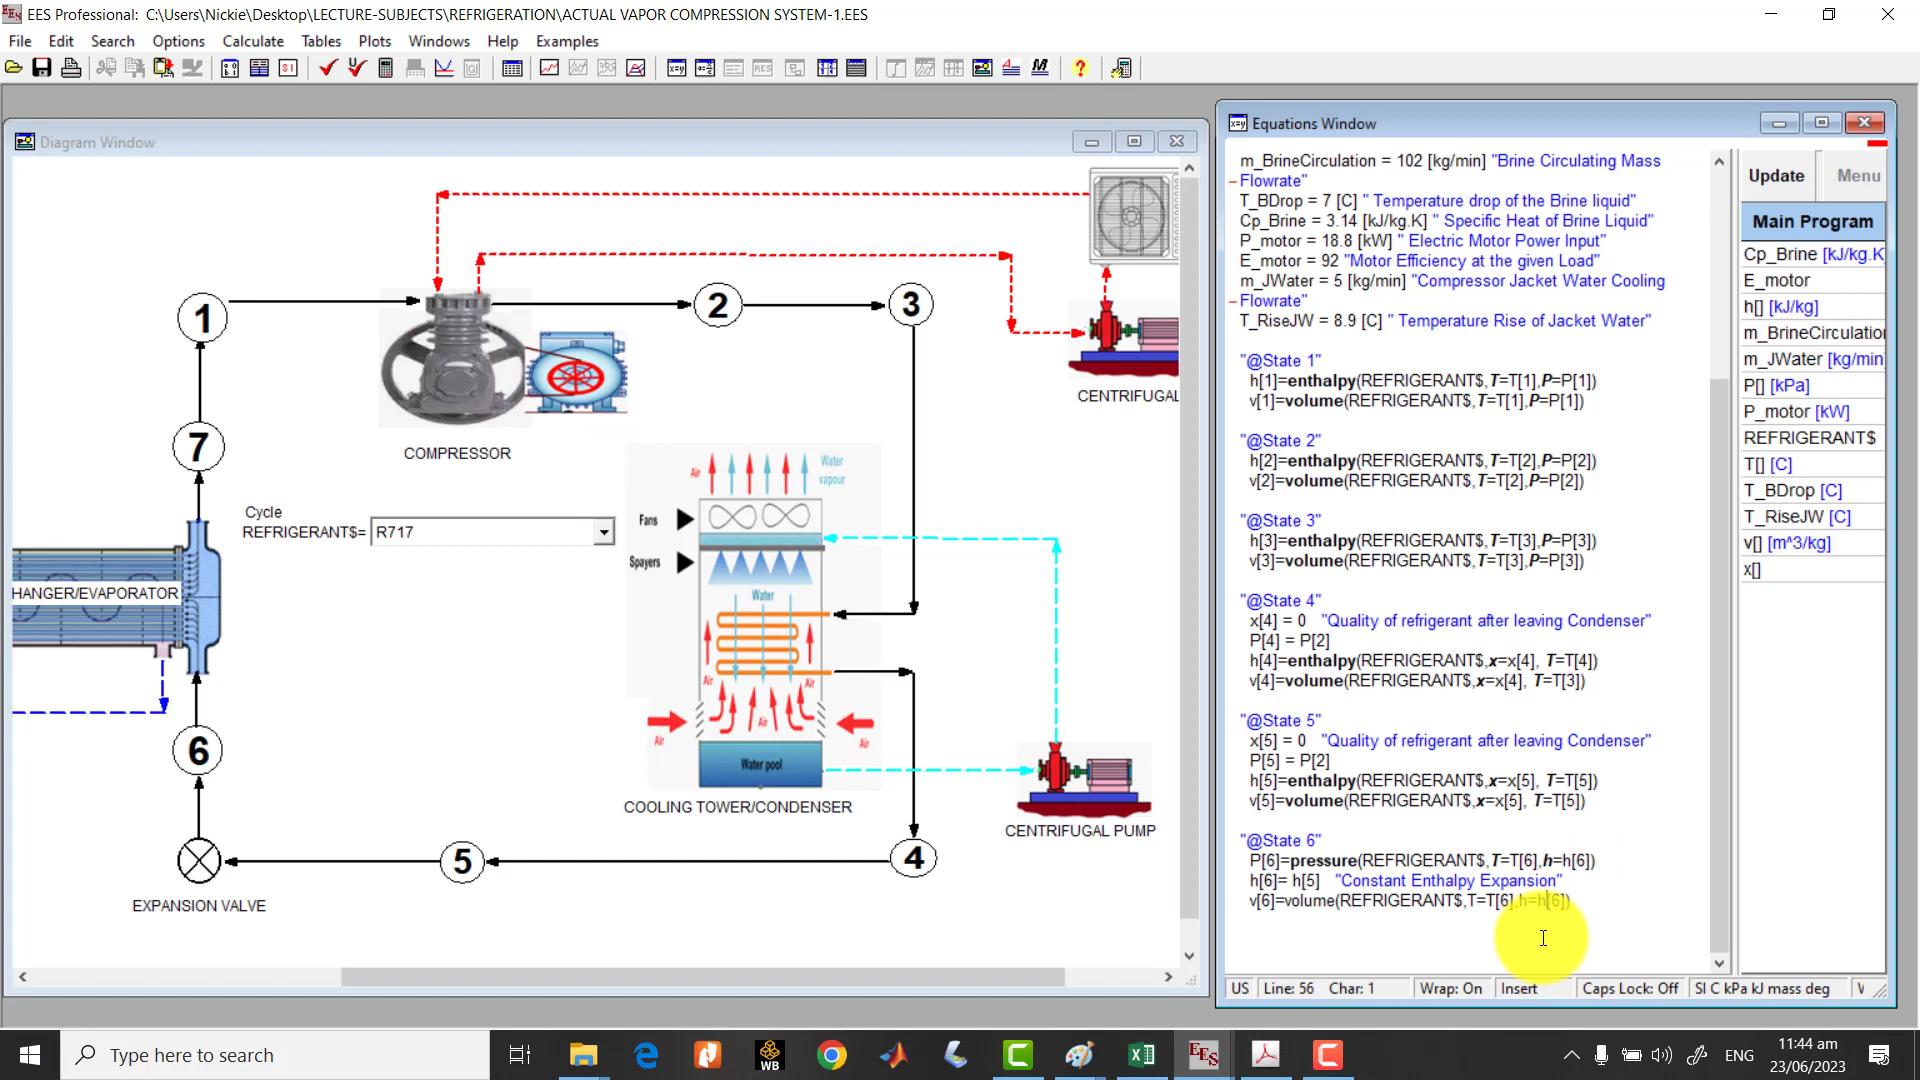 EES Professional: C:\Users\Nickie\Desktop\LECTURE-SUBJECTS\REFRIGERATION\ACTUAL VAPOR COMPRESSION SYSTEM-1.EES
File Edit Search Options Calculate Tables Plots Windows Help Examples
Diagram Window
1
2
3
CENTRIFUGAL
COMPRESSOR
7
Cycle
REFRIGERANT$= R717
Air
Water
vapour
Fans
Spayers
Water
HANGER/EVAPORATOR
Air
Air
Air
Air
Air
6
Water pool
COOLING TOWER/CONDENSER
CENTRIFUGAL PUMP
5
4
EXPANSION VALVE
Equations Window
m_BrineCirculation = 102 [kg/min] "Brine Circulating Mass
Flowrate"
T_BDrop = 7 [C] " Temperature drop of the Brine liquid"
Cp_Brine = 3.14 [kJ/kg.K] " Specific Heat of Brine Liquid"
P_motor = 18.8 [kW] " Electric Motor Power Input"
E_motor = 92 "Motor Efficiency at the given Load"
m_JWater = 5 [kg/min] "Compressor Jacket Water Cooling
Flowrate"
T_RiseJW = 8.9 [C] " Temperature Rise of Jacket Water"
"@State 1"
h[1]=enthalpy(REFRIGERANT$,T=T[1],P=P[1])
v[1]=volume(REFRIGERANT$,T=T[1],P=P[1])
"@State 2"
h[2]=enthalpy(REFRIGERANT$,T=T[2],P=P[2])
v[2]=volume(REFRIGERANT$,T=T[2],P=P[2])
"@State 3"
h[3]=enthalpy(REFRIGERANT$,T=T[3],P=P[3])
v[3]=volume(REFRIGERANT$,T=T[3],P=P[3])
"@State 4"
x[4] = 0 "Quality of refrigerant after leaving Condenser"
P[4] = P[2]
h[4]=enthalpy(REFRIGERANT$,x=x[4], T=T[4])
v[4]=volume(REFRIGERANT$,x=x[4], T=T[3])
"@State 5"
x[5] = 0 "Quality of refrigerant after leaving Condenser"
P[5] = P[2]
h[5]=enthalpy(REFRIGERANT$,x=x[5], T=T[5])
v[5]=volume(REFRIGERANT$,x=x[5], T=T[5])
"@State 6"
P[6]=pressure(REFRIGERANT$,T=T[6],h=h[6])
h[6]= h[5] "Constant Enthalpy Expansion"
v[6]=volume(REFRIGERANT$,T=T[6],h=h[6])
Update Menu
Main Program
Cp_Brine [kJ/kg.K
E_motor
h[] [kJ/kg]
m_BrineCirculation
m_JWater [kg/min]
P[] [kPa]
P_motor [kW]
REFRIGERANT$
T[] [C]
T_BDrop [C]
T_RiseJW [C]
v[] [m^3/kg]
x[]
US Line: 56 Char: 1 Wrap: On Insert Caps Lock: Off SI C kPa kJ mass deg
Type here to search
WB
EES
ENG
11:44 am
23/06/2023